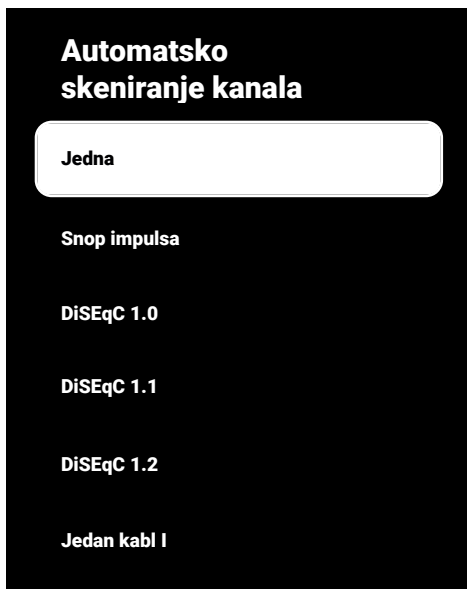 Automatsko
skeniranje kanala
Jedna
Snop impulsa
DiSEqC 1.0
DiSEqC 1.1
DiSEqC 1.2
Jedan kabl I